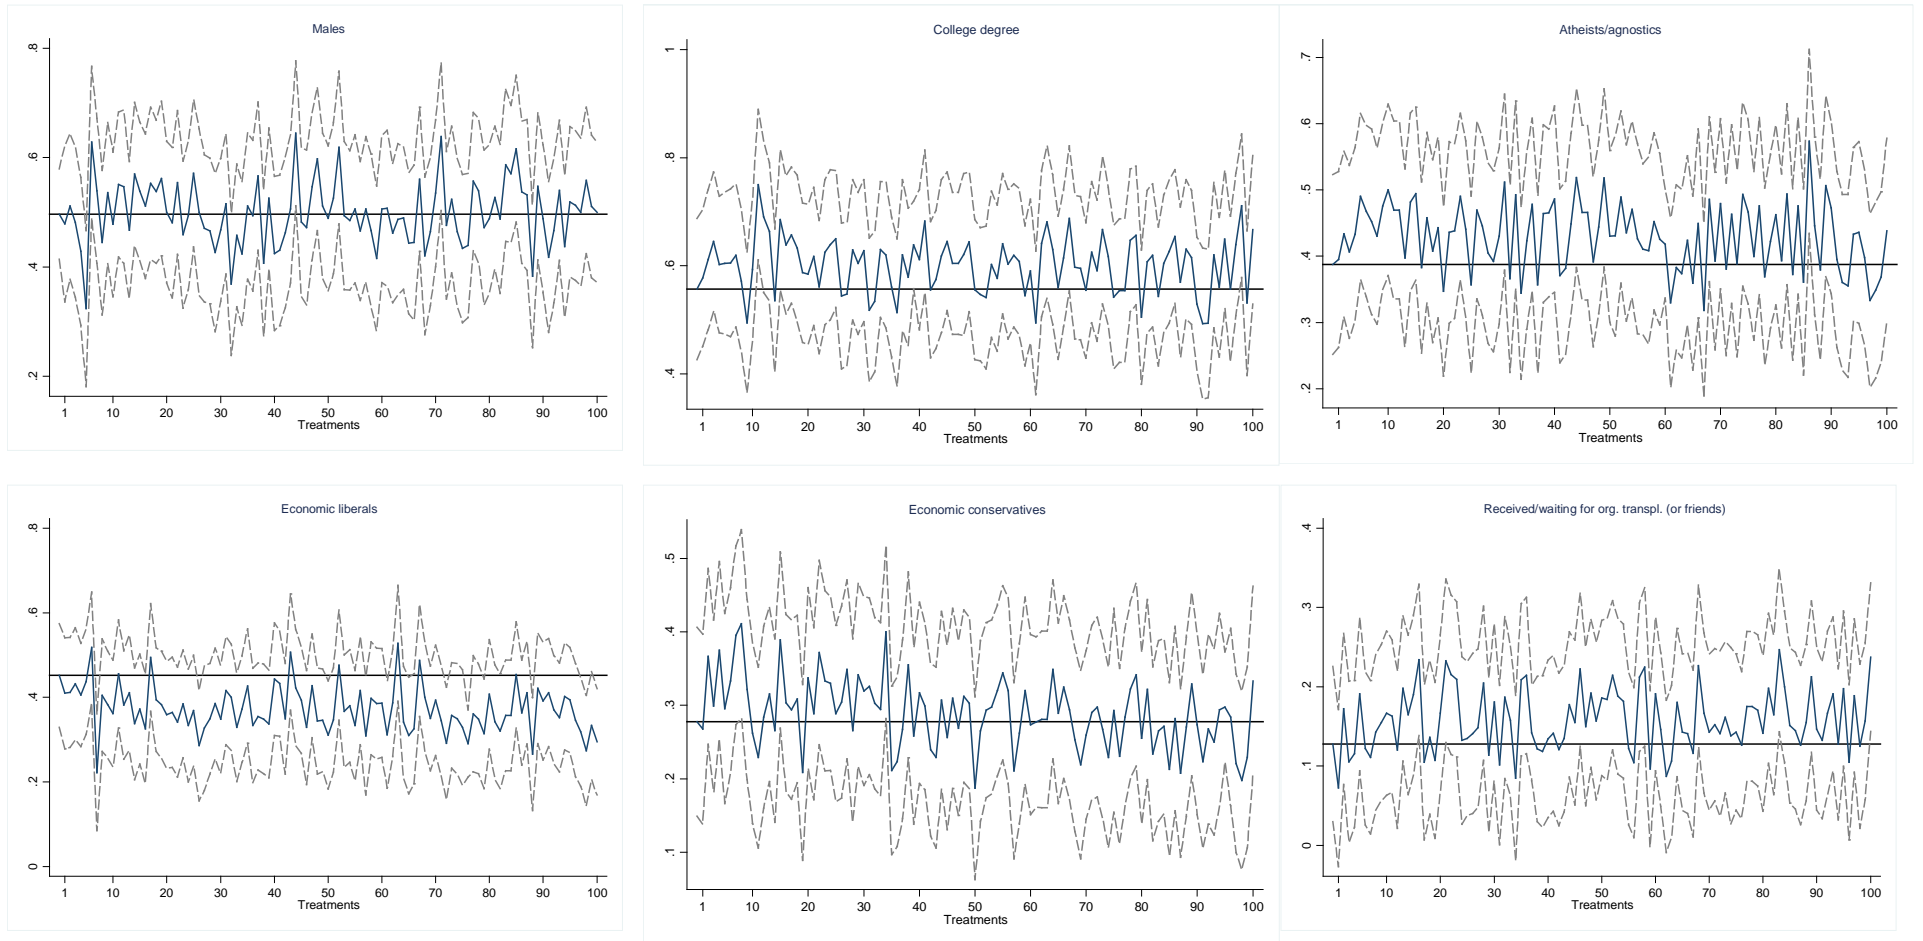 Males
.8
.6
.4
.2
1 10 20 30 40 50 60 70 80 90 100
Treatments
College degree
1
.8
.6
.4
1 10 20 30 40 50 60 70 80 90 100
Treatments
Atheists/agnostics
.7
.6
.5
.4
.3
.2
1 10 20 30 40 50 60 70 80 90 100
Treatments
Economic liberals
.8
.6
.4
.2
0
1 10 20 30 40 50 60 70 80 90 100
Treatments
Economic conservatives
.5
.4
.3
.2
.1
1 10 20 30 40 50 60 70 80 90 100
Treatments
Received/waiting for org. transpl. (or friends)
.4
.3
.2
.1
0
1 10 20 30 40 50 60 70 80 90 100
Treatments